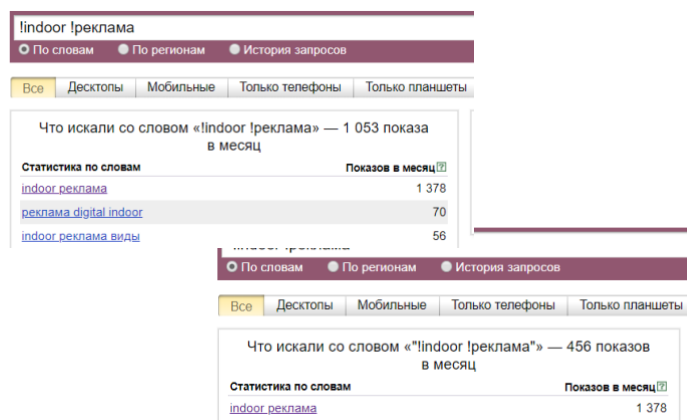 !indoor !реклама
По словам По регионам История запросов
Все Десктопы Мобильные Только телефоны Только планшеты
Что искали со словом «!indoor !реклама» — 1 053 показа
в месяц
Статистика по словам Показов в месяц ?
indoor реклама 1 378
реклама digital indoor 70
indoor реклама виды 56
По словам По регионам История запросов
Все Десктопы Мобильные Только телефоны Только планшеты
Что искали со словом «"!indoor !реклама"» — 456 показов
в месяц
Статистика по словам Показов в месяц ?
indoor реклама 1 378